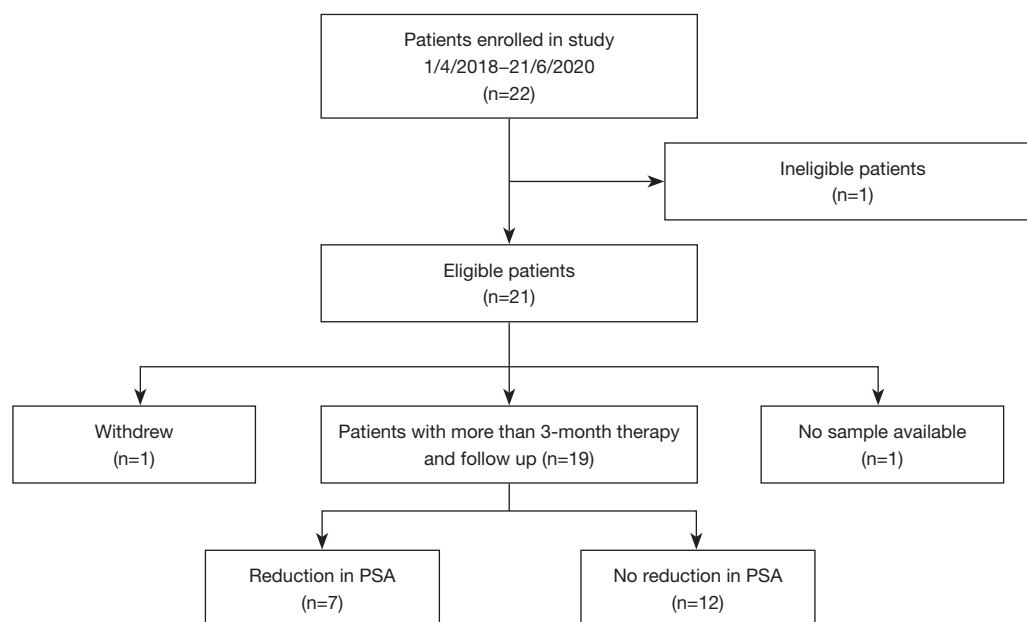 Patients enrolled in study
1/4/2018–21/6/2020
(n=22)
Ineligible patients
(n=1)
Eligible patients
(n=21)
Withdrew
(n=1)
Patients with more than 3-month therapy
and follow up (n=19)
No sample available
(n=1)
Reduction in PSA
(n=7)
No reduction in PSA
(n=12)